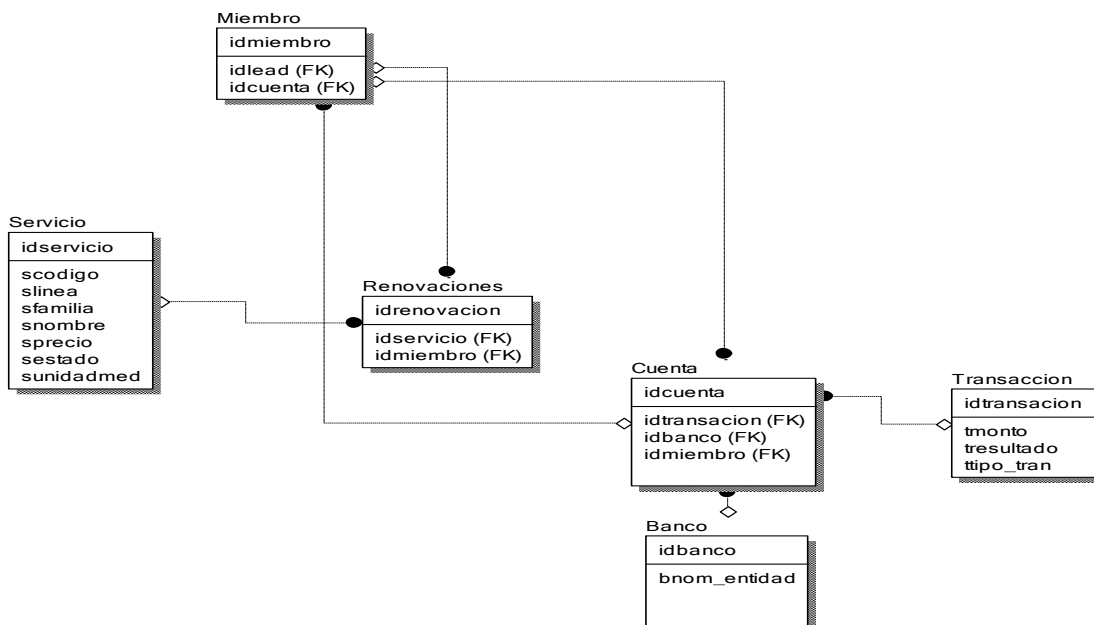 Miembro
idmiembro
idlead (FK)
idcuenta (FK)
Servicio
idservicio
scodigo
slinea
sfamilia
snombre
sprecio
sestado
sunidadmed
Renovaciones
idrenovacion
idservicio (FK)
idmiembro (FK)
Cuenta
idcuenta
idtransacion (FK)
idbanco (FK)
idmiembro (FK)
Transaccion
idtransacion
tmonto
tresultado
ttipo_tran
Banco
idbanco
bnom_entidad